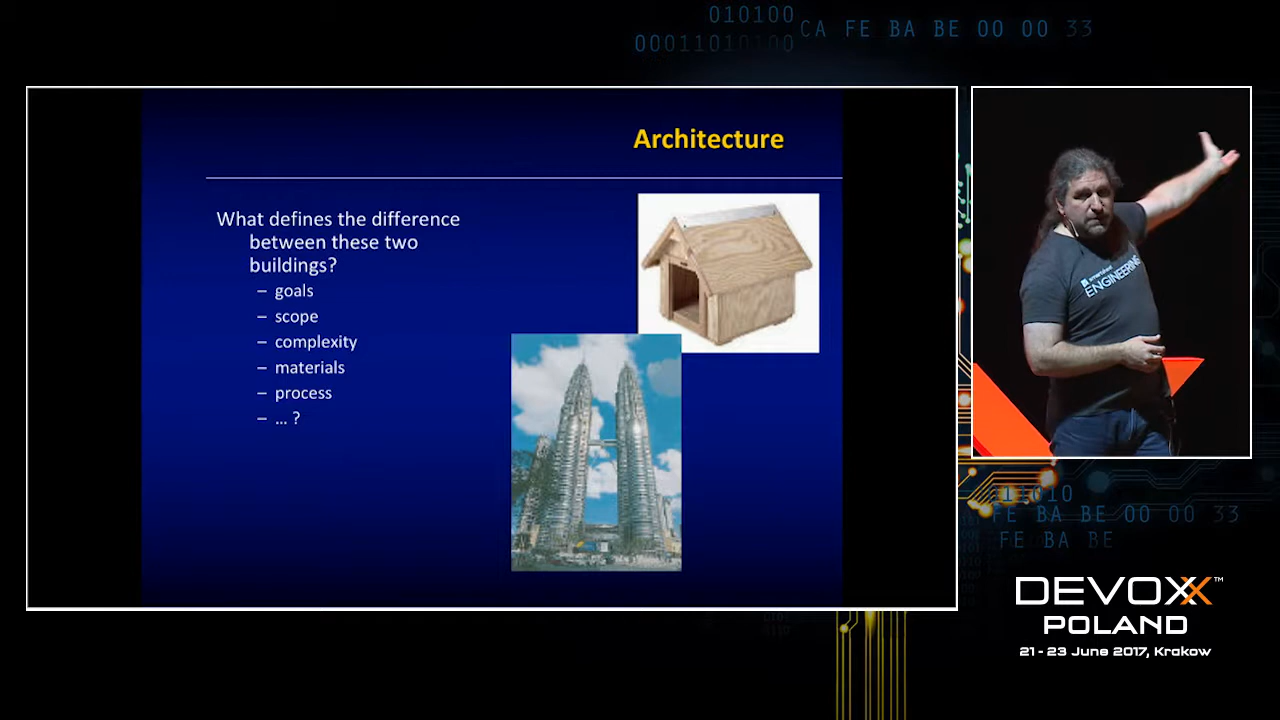 010100
00011010100
CA FE BA BE 00 00 33
Architecture
What defines the difference
between these two
buildings?
– goals
– scope
– complexity
– materials
– process
– ... ?
ENGINEERING
FE BA BE 00 00 33
FE BA BE
DEVOXX™
POLAND
21 - 23 June 2017, Krakow